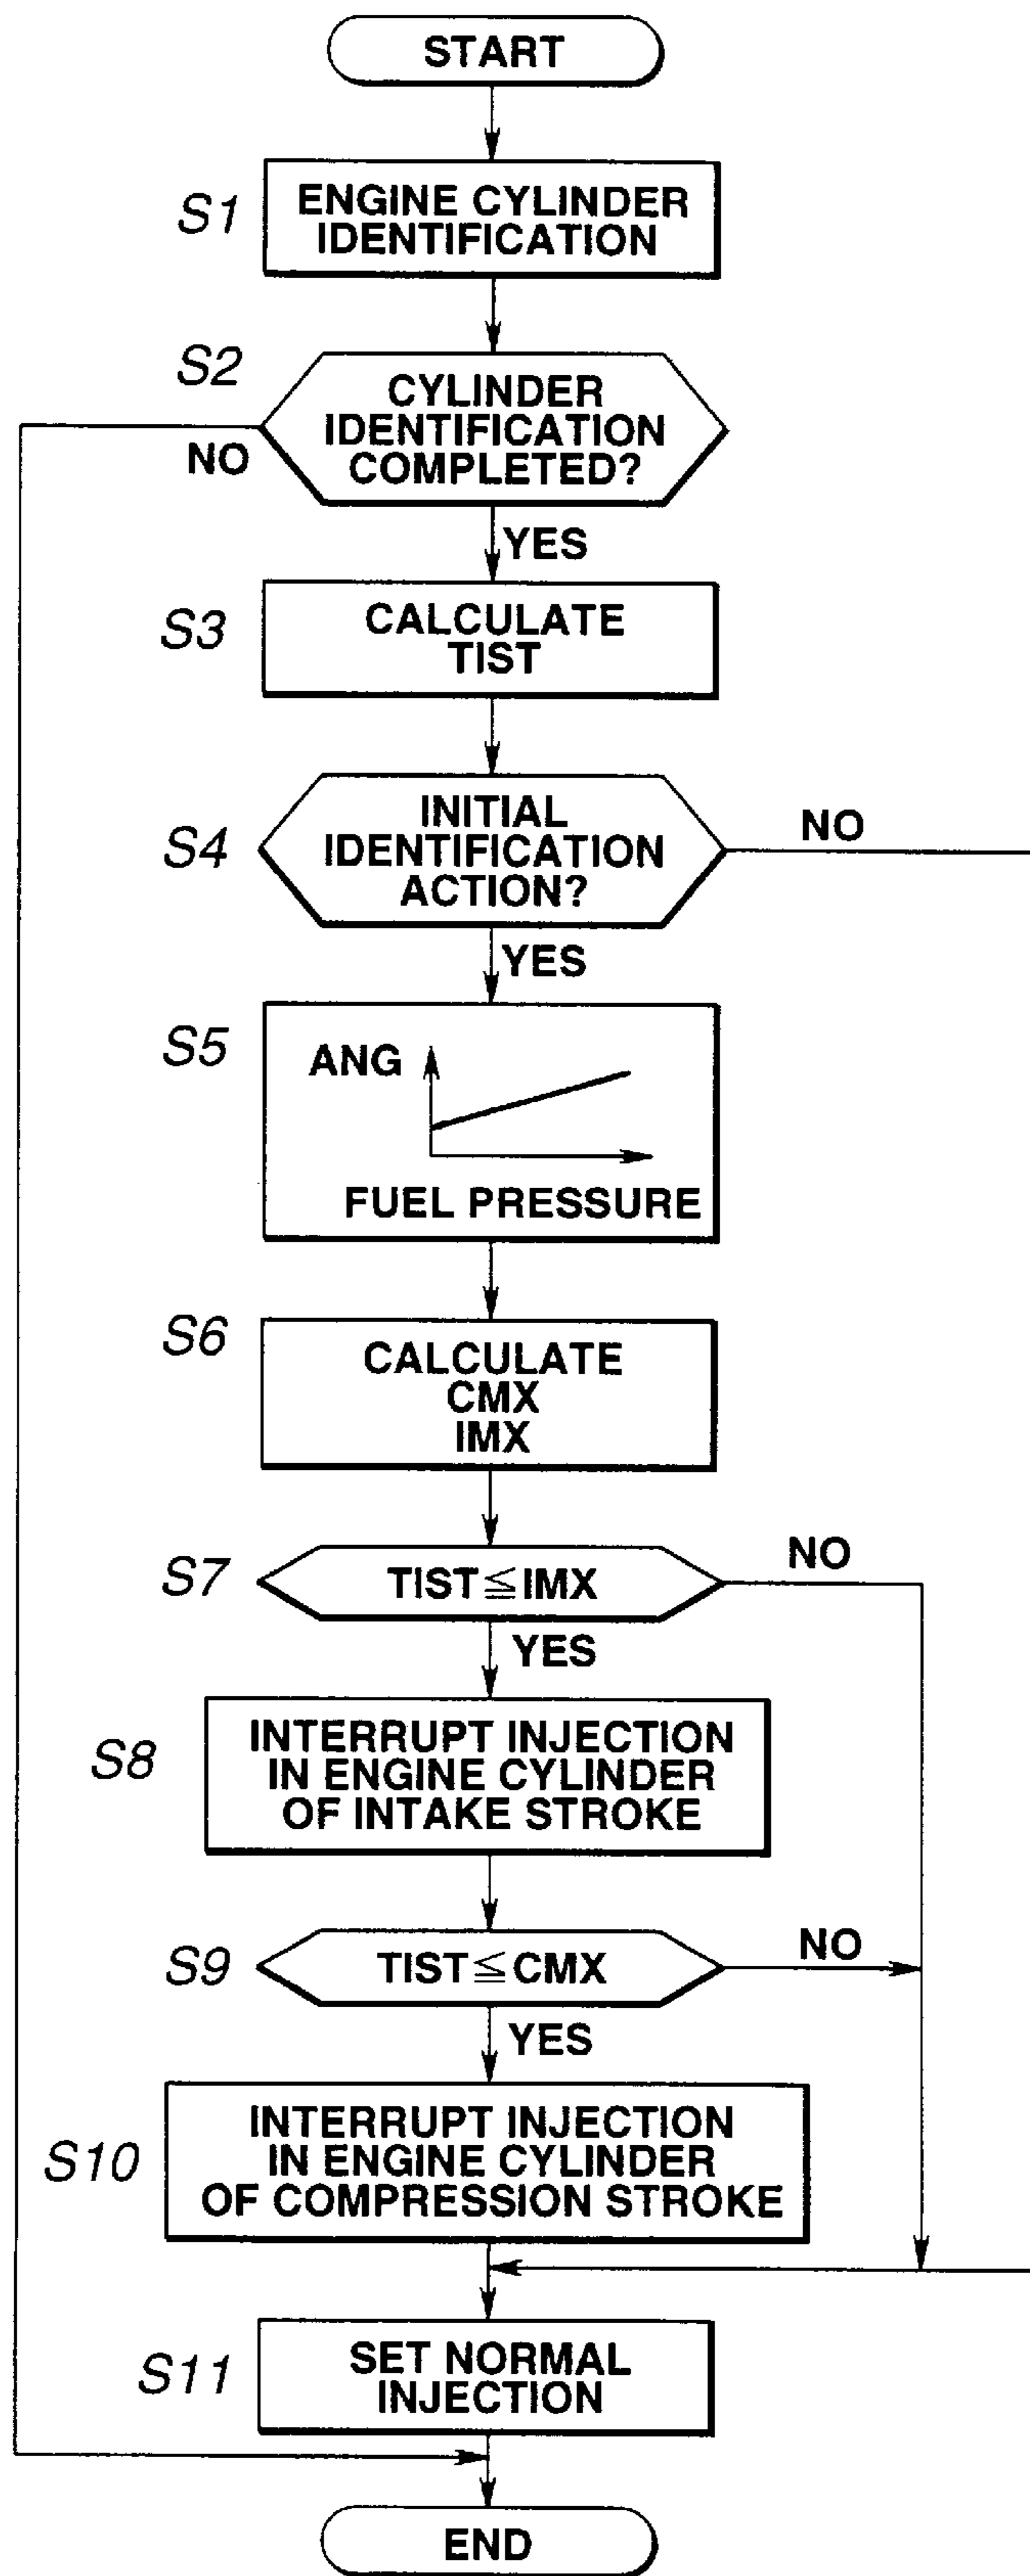 START
S1
ENGINE CYLINDER
IDENTIFICATION
S2
CYLINDER
IDENTIFICATION
COMPLETED?
NO
YES
S3
CALCULATE
TIST
S4
INITIAL
IDENTIFICATION
ACTION?
NO
YES
S5
ANG
FUEL PRESSURE
S6
CALCULATE
CMX
IMX
S7
TIST≦IMX
NO
YES
S8
INTERRUPT INJECTION
IN ENGINE CYLINDER
OF INTAKE STROKE
S9
TIST≦CMX
NO
YES
S10
INTERRUPT INJECTION
IN ENGINE CYLINDER
OF COMPRESSION STROKE
S11
SET NORMAL
INJECTION
END